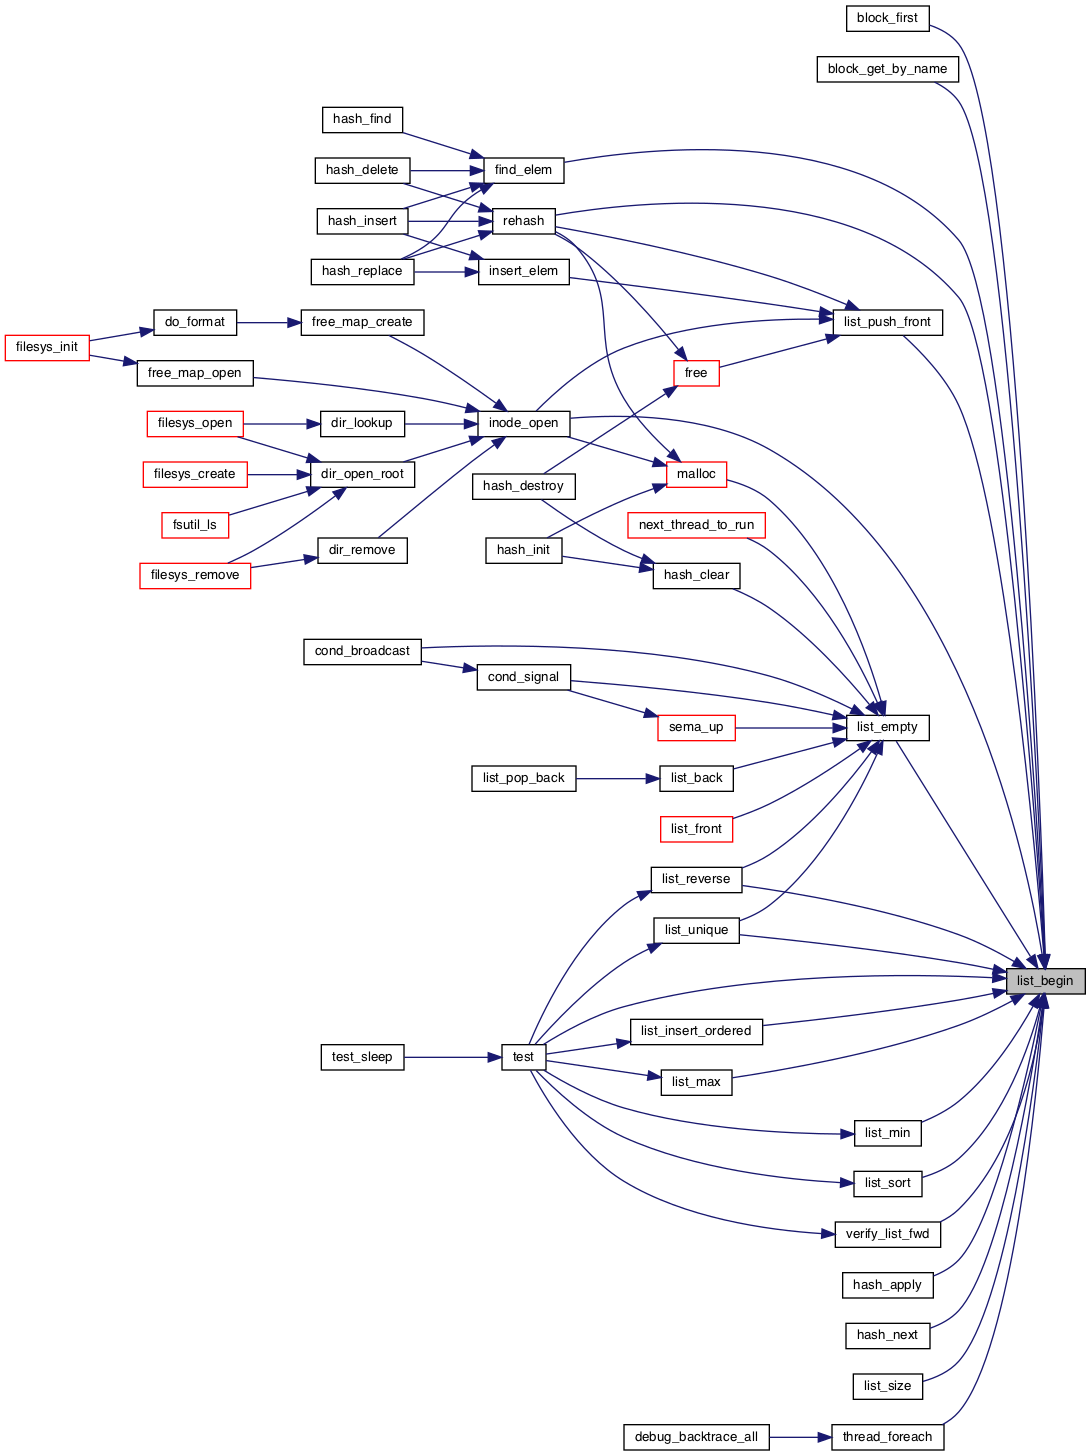 block_first
block_get_by_name
hash_find
hash_delete
find_elem
hash_insert
rehash
hash_replace
insert_elem
do_format
free_map_create
list_push_front
filesys_init
free_map_open
free
filesys_open
dir_lookup
inode_open
filesys_create
dir_open_root
malloc
hash_destroy
fsutil_ls
next_thread_to_run
dir_remove
hash_init
filesys_remove
hash_clear
cond_broadcast
cond_signal
sema_up
list_empty
list_pop_back
list_back
list_front
list_reverse
list_unique
list_begin
list_insert_ordered
test_sleep
test
list_max
list_min
list_sort
verify_list_fwd
hash_apply
hash_next
list_size
debug_backtrace_all
thread_foreach